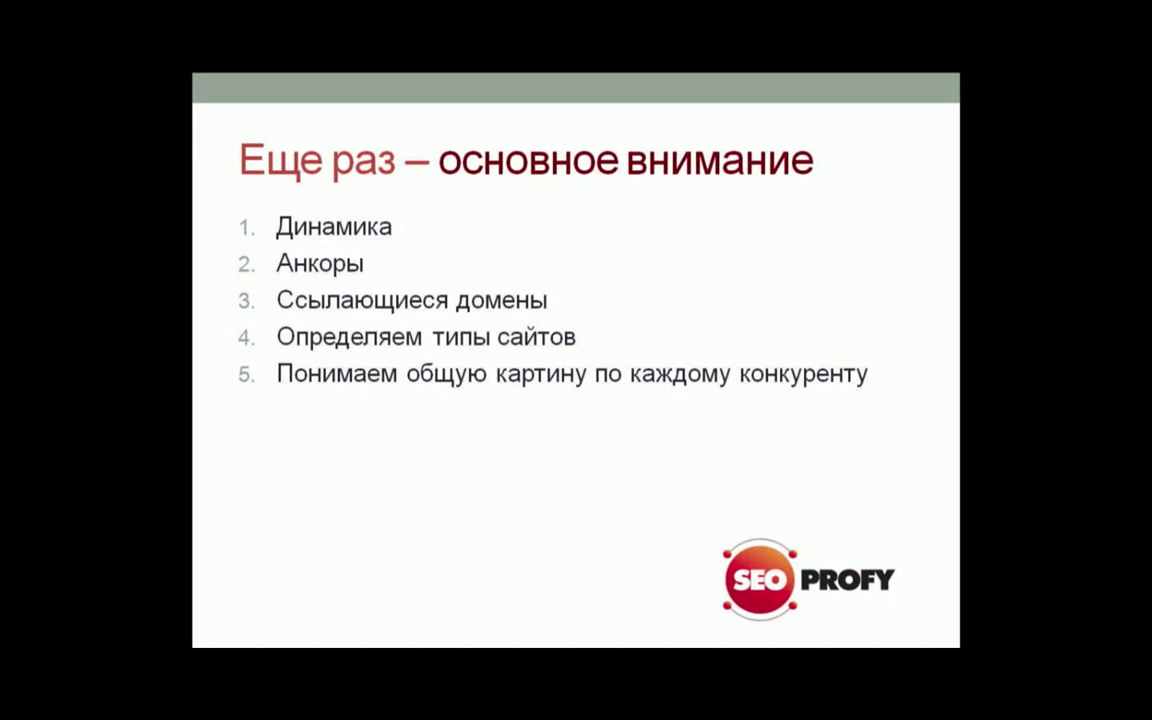 Еще раз – основное внимание
1. Динамика
2. Анкоры
3. Ссылающиеся домены
4. Определяем типы сайтов
5. Понимаем общую картину по каждому конкуренту
SEO PROFY